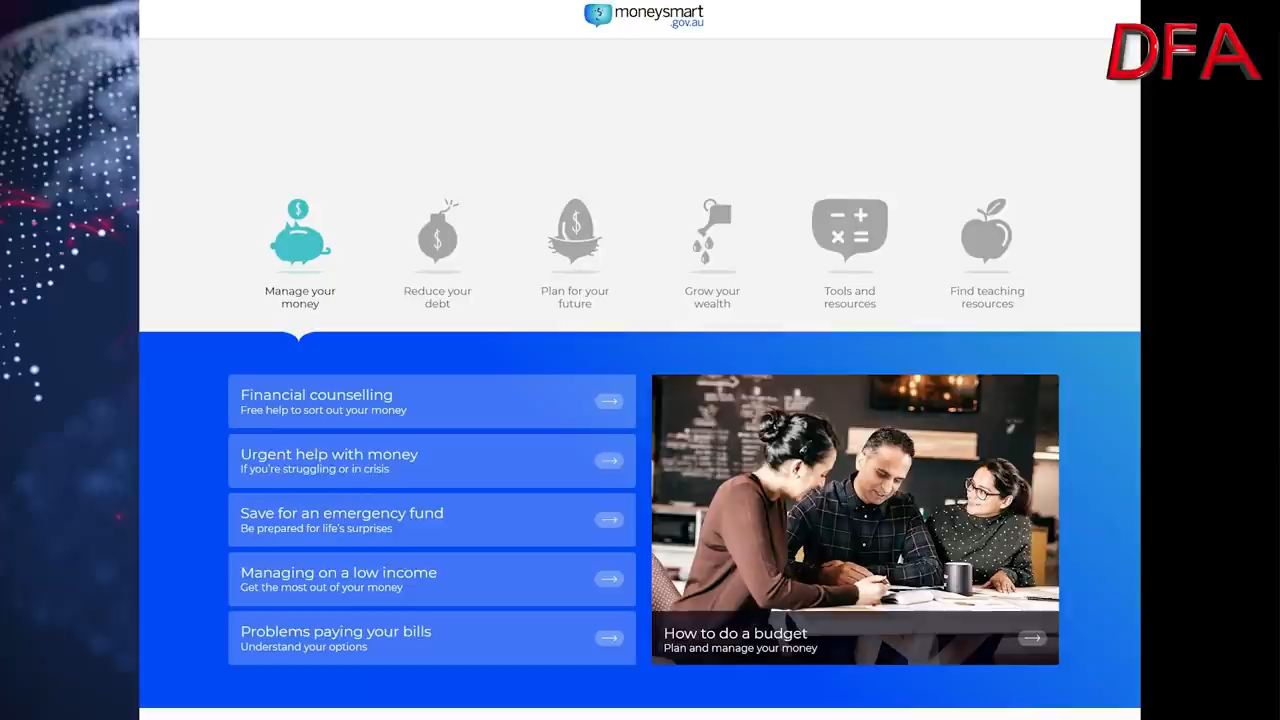 moneysmart
.gov.au
DFA
Manage your
money
Reduce your
debt
Plan for your
future
Grow your
wealth
Tools and
resources
Find teaching
resources
Financial counselling
Free help to sort out your money
Urgent help with money
If you're struggling or in crisis
Save for an emergency fund
Be prepared for life's surprises
Managing on a low income
Get the most out of your money
Problems paying your bills
Understand your options
How to do a budget
Plan and manage your money